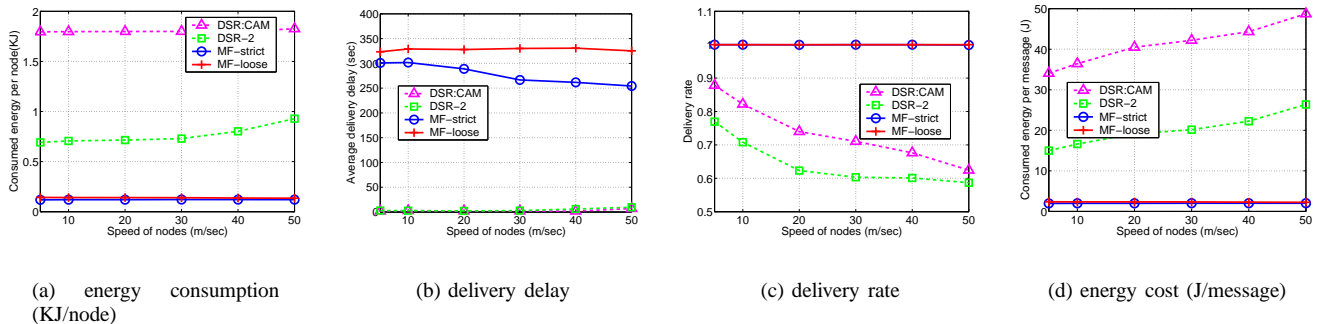 Consumed energy per node(KJ)
2
1.5
1
0.5
0
10
20
30
40
50
Speed of nodes (m/sec)
DSR:CAM
DSR−2
MF−strict
MF−loose
(a) energy consumption
(KJ/node)
Average delivery delay (sec)
400
350
300
250
200
150
100
50
10
20
30
40
50
Speed of nodes (m/sec)
DSR:CAM
DSR−2
MF−strict
MF−loose
(b) delivery delay
Delivery rate
1.1
1
0.9
0.8
0.7
0.6
0.5
10
20
30
40
50
Speed of nodes (m/sec)
DSR:CAM
DSR−2
MF−strict
MF−loose
(c) delivery rate
Consumed energy per message (J)
50
40
30
20
10
0
10
20
30
40
50
Speed of nodes (m/sec)
DSR:CAM
DSR−2
MF−strict
MF−loose
(d) energy cost (J/message)